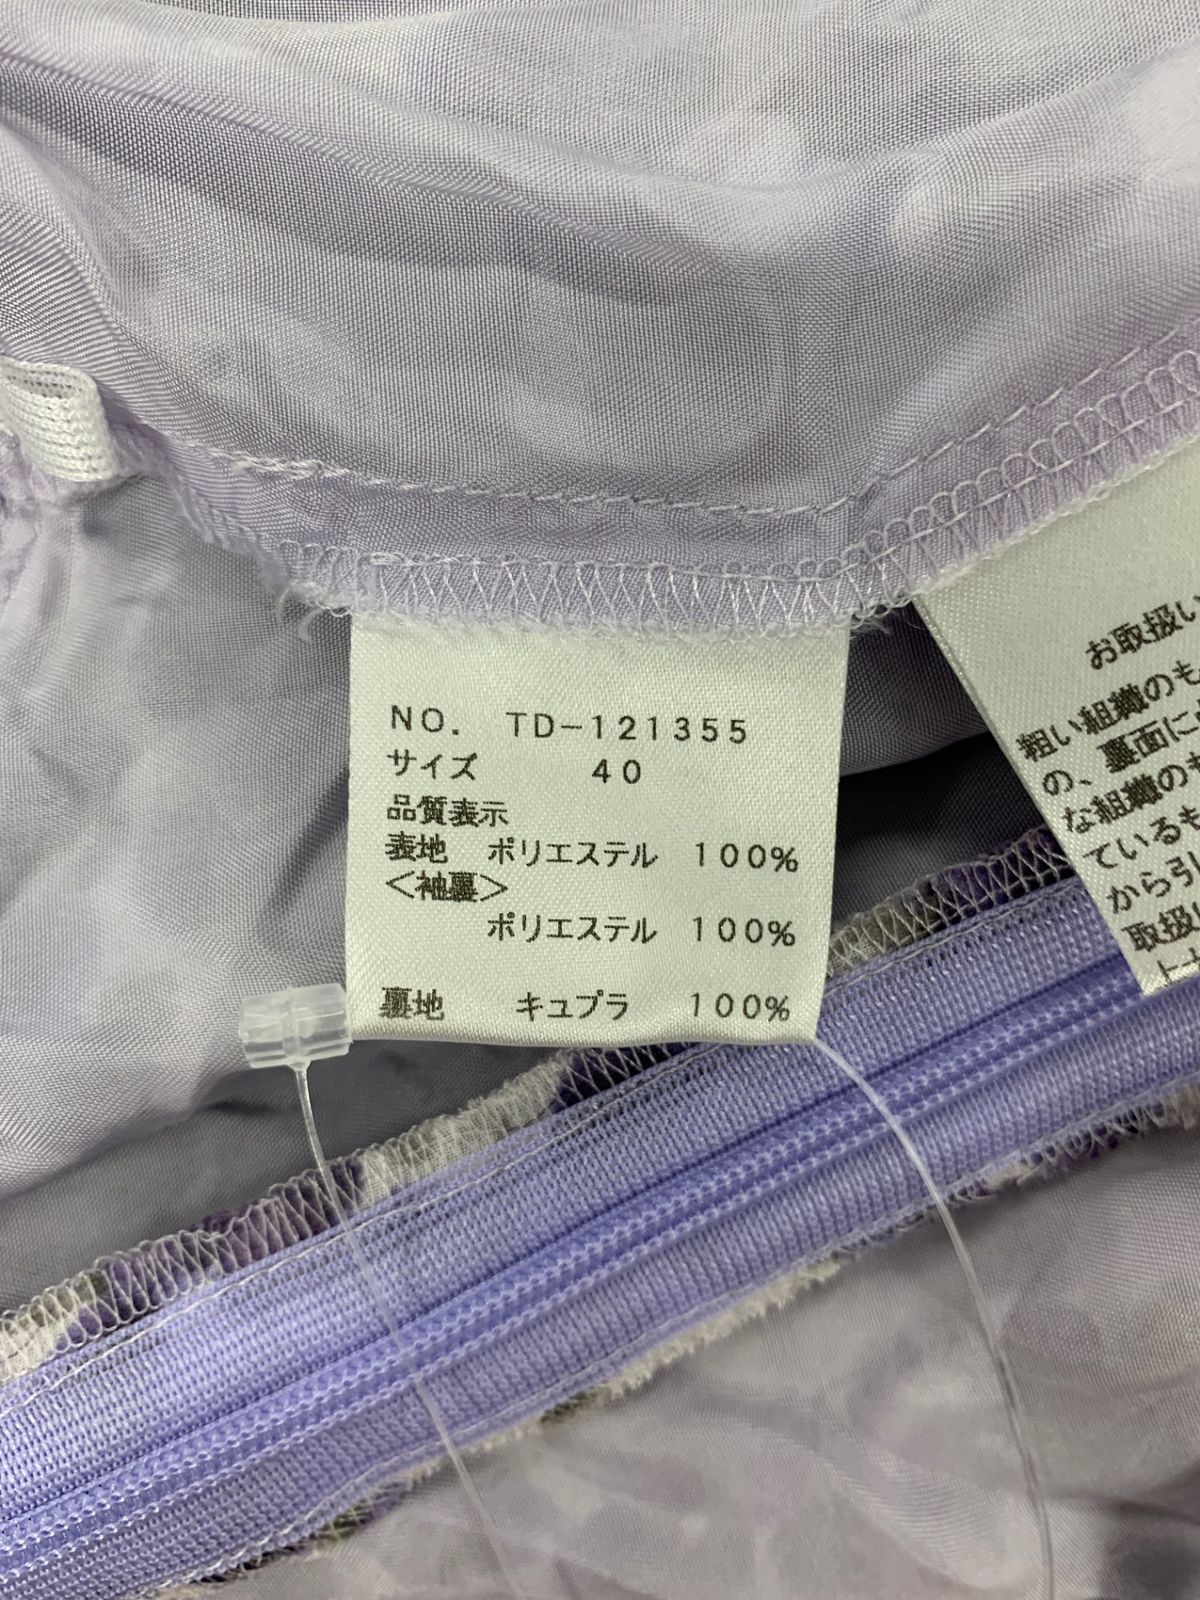 NO. TD-121355
サイズ 40
品質表示
表地 ポリエステル 100%
<袖裏>
ポリエステル 100%
裏地 キュプラ 100%
お取扱い
粗い組織のも
の、裏面に
な組織のも
ているも
から引
取扱い